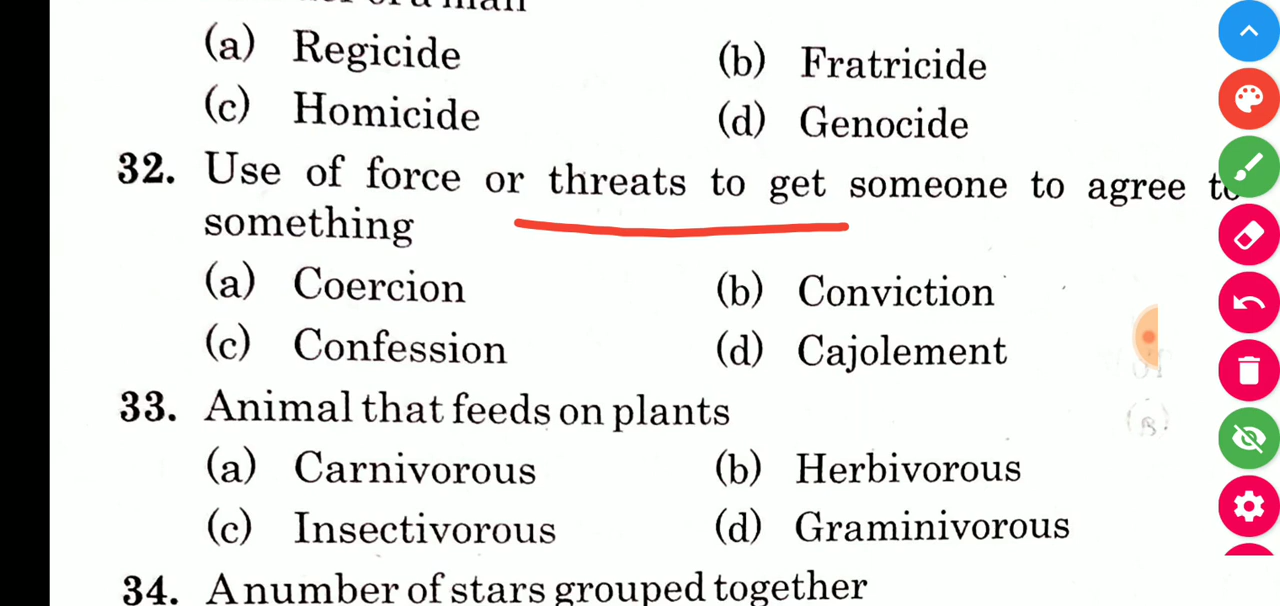 (a) Regicide (b) Fratricide
(c) Homicide (d) Genocide
32. Use of force or threats to get someone to agree to
something
(a) Coercion (b) Conviction
(c) Confession (d) Cajolement
33. Animal that feeds on plants
(a) Carnivorous (b) Herbivorous
(c) Insectivorous (d) Graminivorous
34. A number of stars grouped together